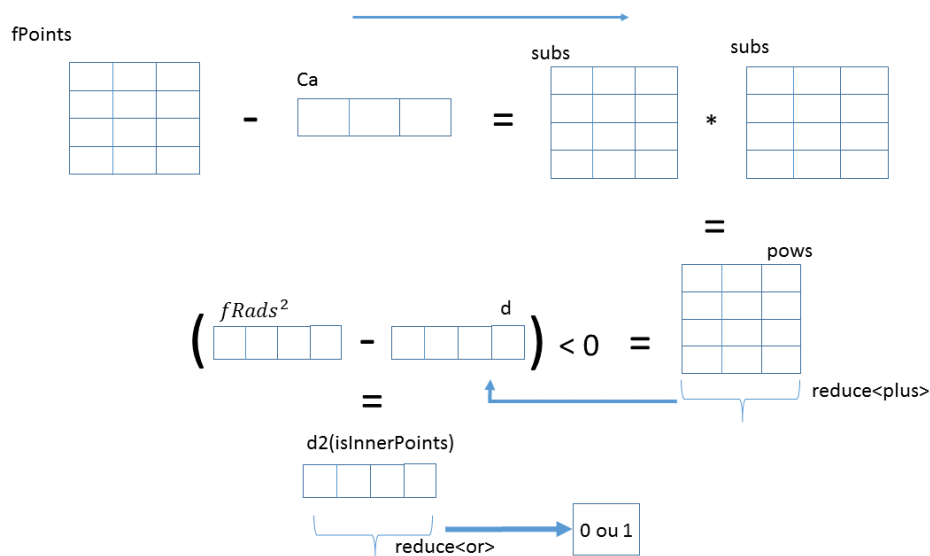 fPoints
Ca
subs
subs
- = *
=
pows
fRads²
d
( - ) < 0 =
reduce<plus>
=
d2(isInnerPoints)
reduce<or>
0 ou 1